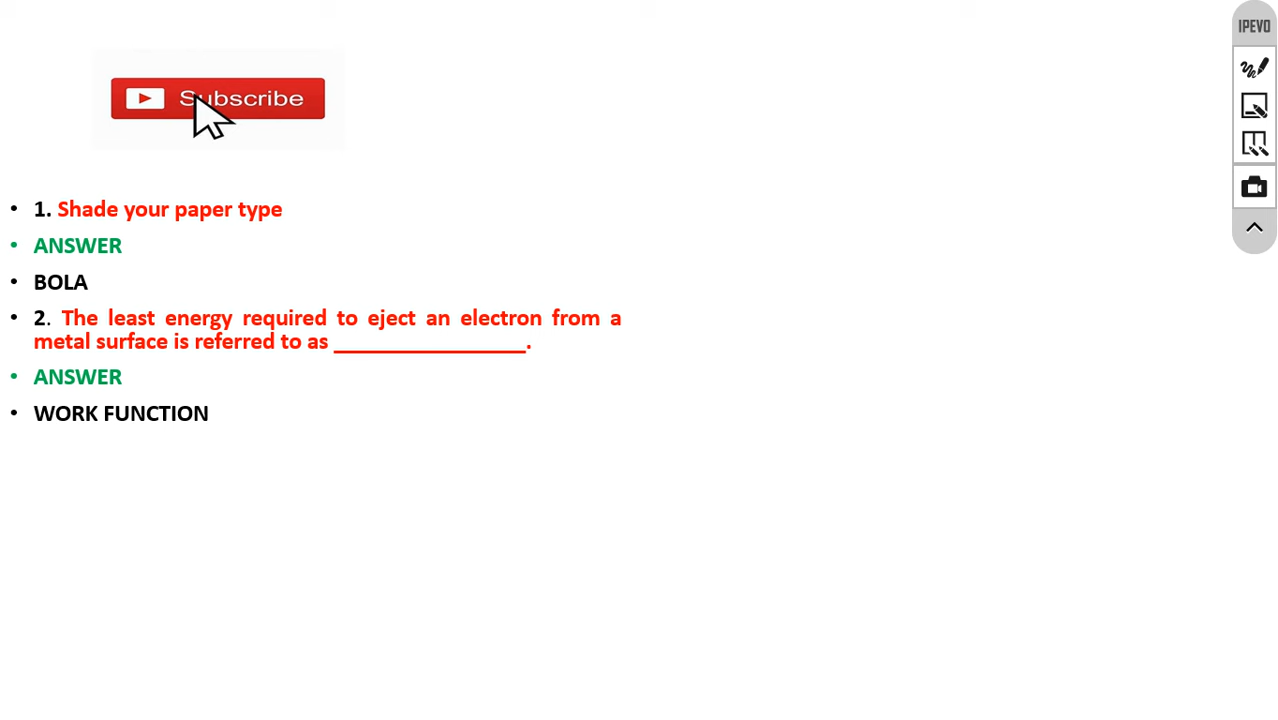 IPEVO
Subscribe
• 1. Shade your paper type
• ANSWER
• BOLA
• 2. The least energy required to eject an electron from a
metal surface is referred to as _________________.
• ANSWER
• WORK FUNCTION